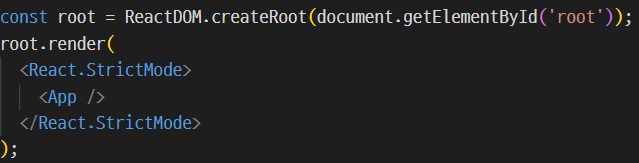 const root = ReactDOM.createRoot(document.getElementById('root'));
root.render(
  <React.StrictMode>
    <App />
  </React.StrictMode>
);